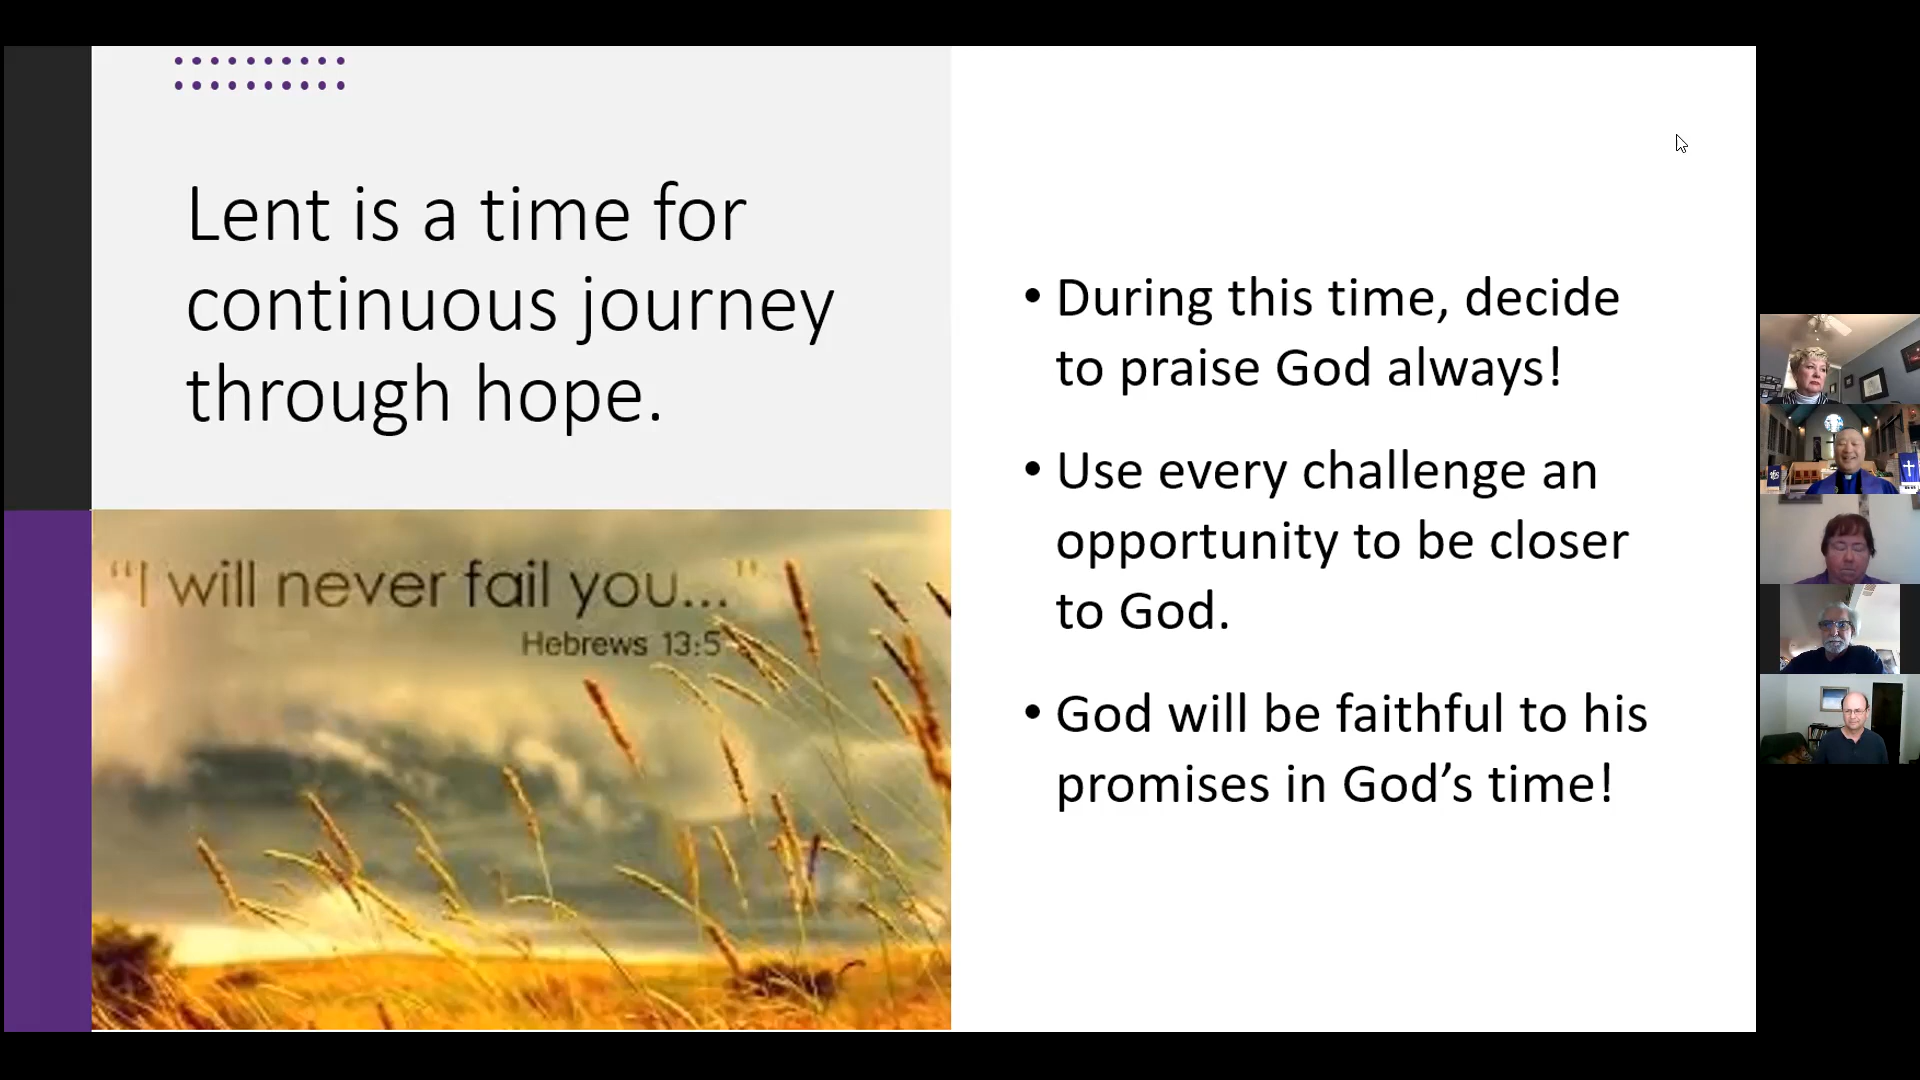 Lent is a time for
continuous journey
through hope.
“I will never fail you...”
Hebrews 13:5
• During this time, decide
to praise God always!
• Use every challenge an
opportunity to be closer
to God.
• God will be faithful to his
promises in God’s time!